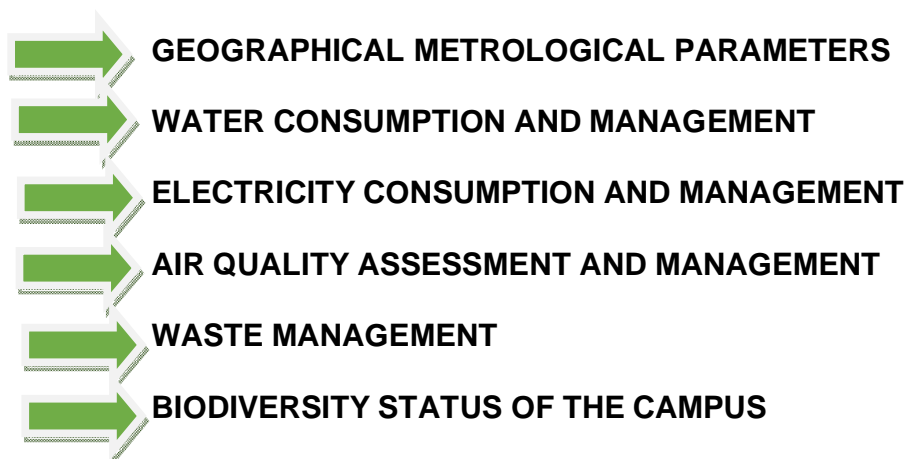 GEOGRAPHICAL METROLOGICAL PARAMETERS
WATER CONSUMPTION AND MANAGEMENT
ELECTRICITY CONSUMPTION AND MANAGEMENT
AIR QUALITY ASSESSMENT AND MANAGEMENT
WASTE MANAGEMENT
BIODIVERSITY STATUS OF THE CAMPUS